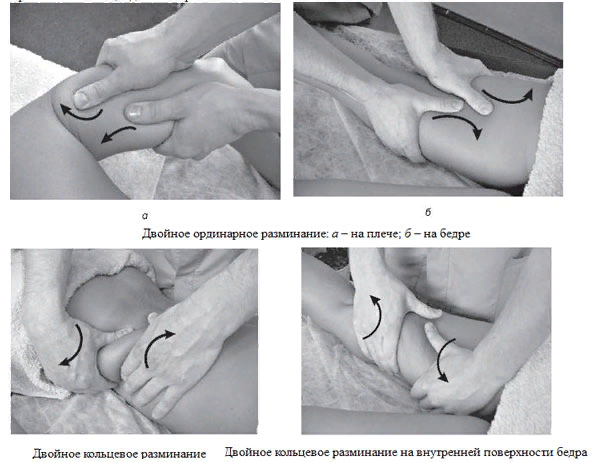 а
б
Двойное ординарное разминание: а – на плече; б – на бедре
Двойное кольцевое разминание
Двойное кольцевое разминание на внутренней поверхности бедра